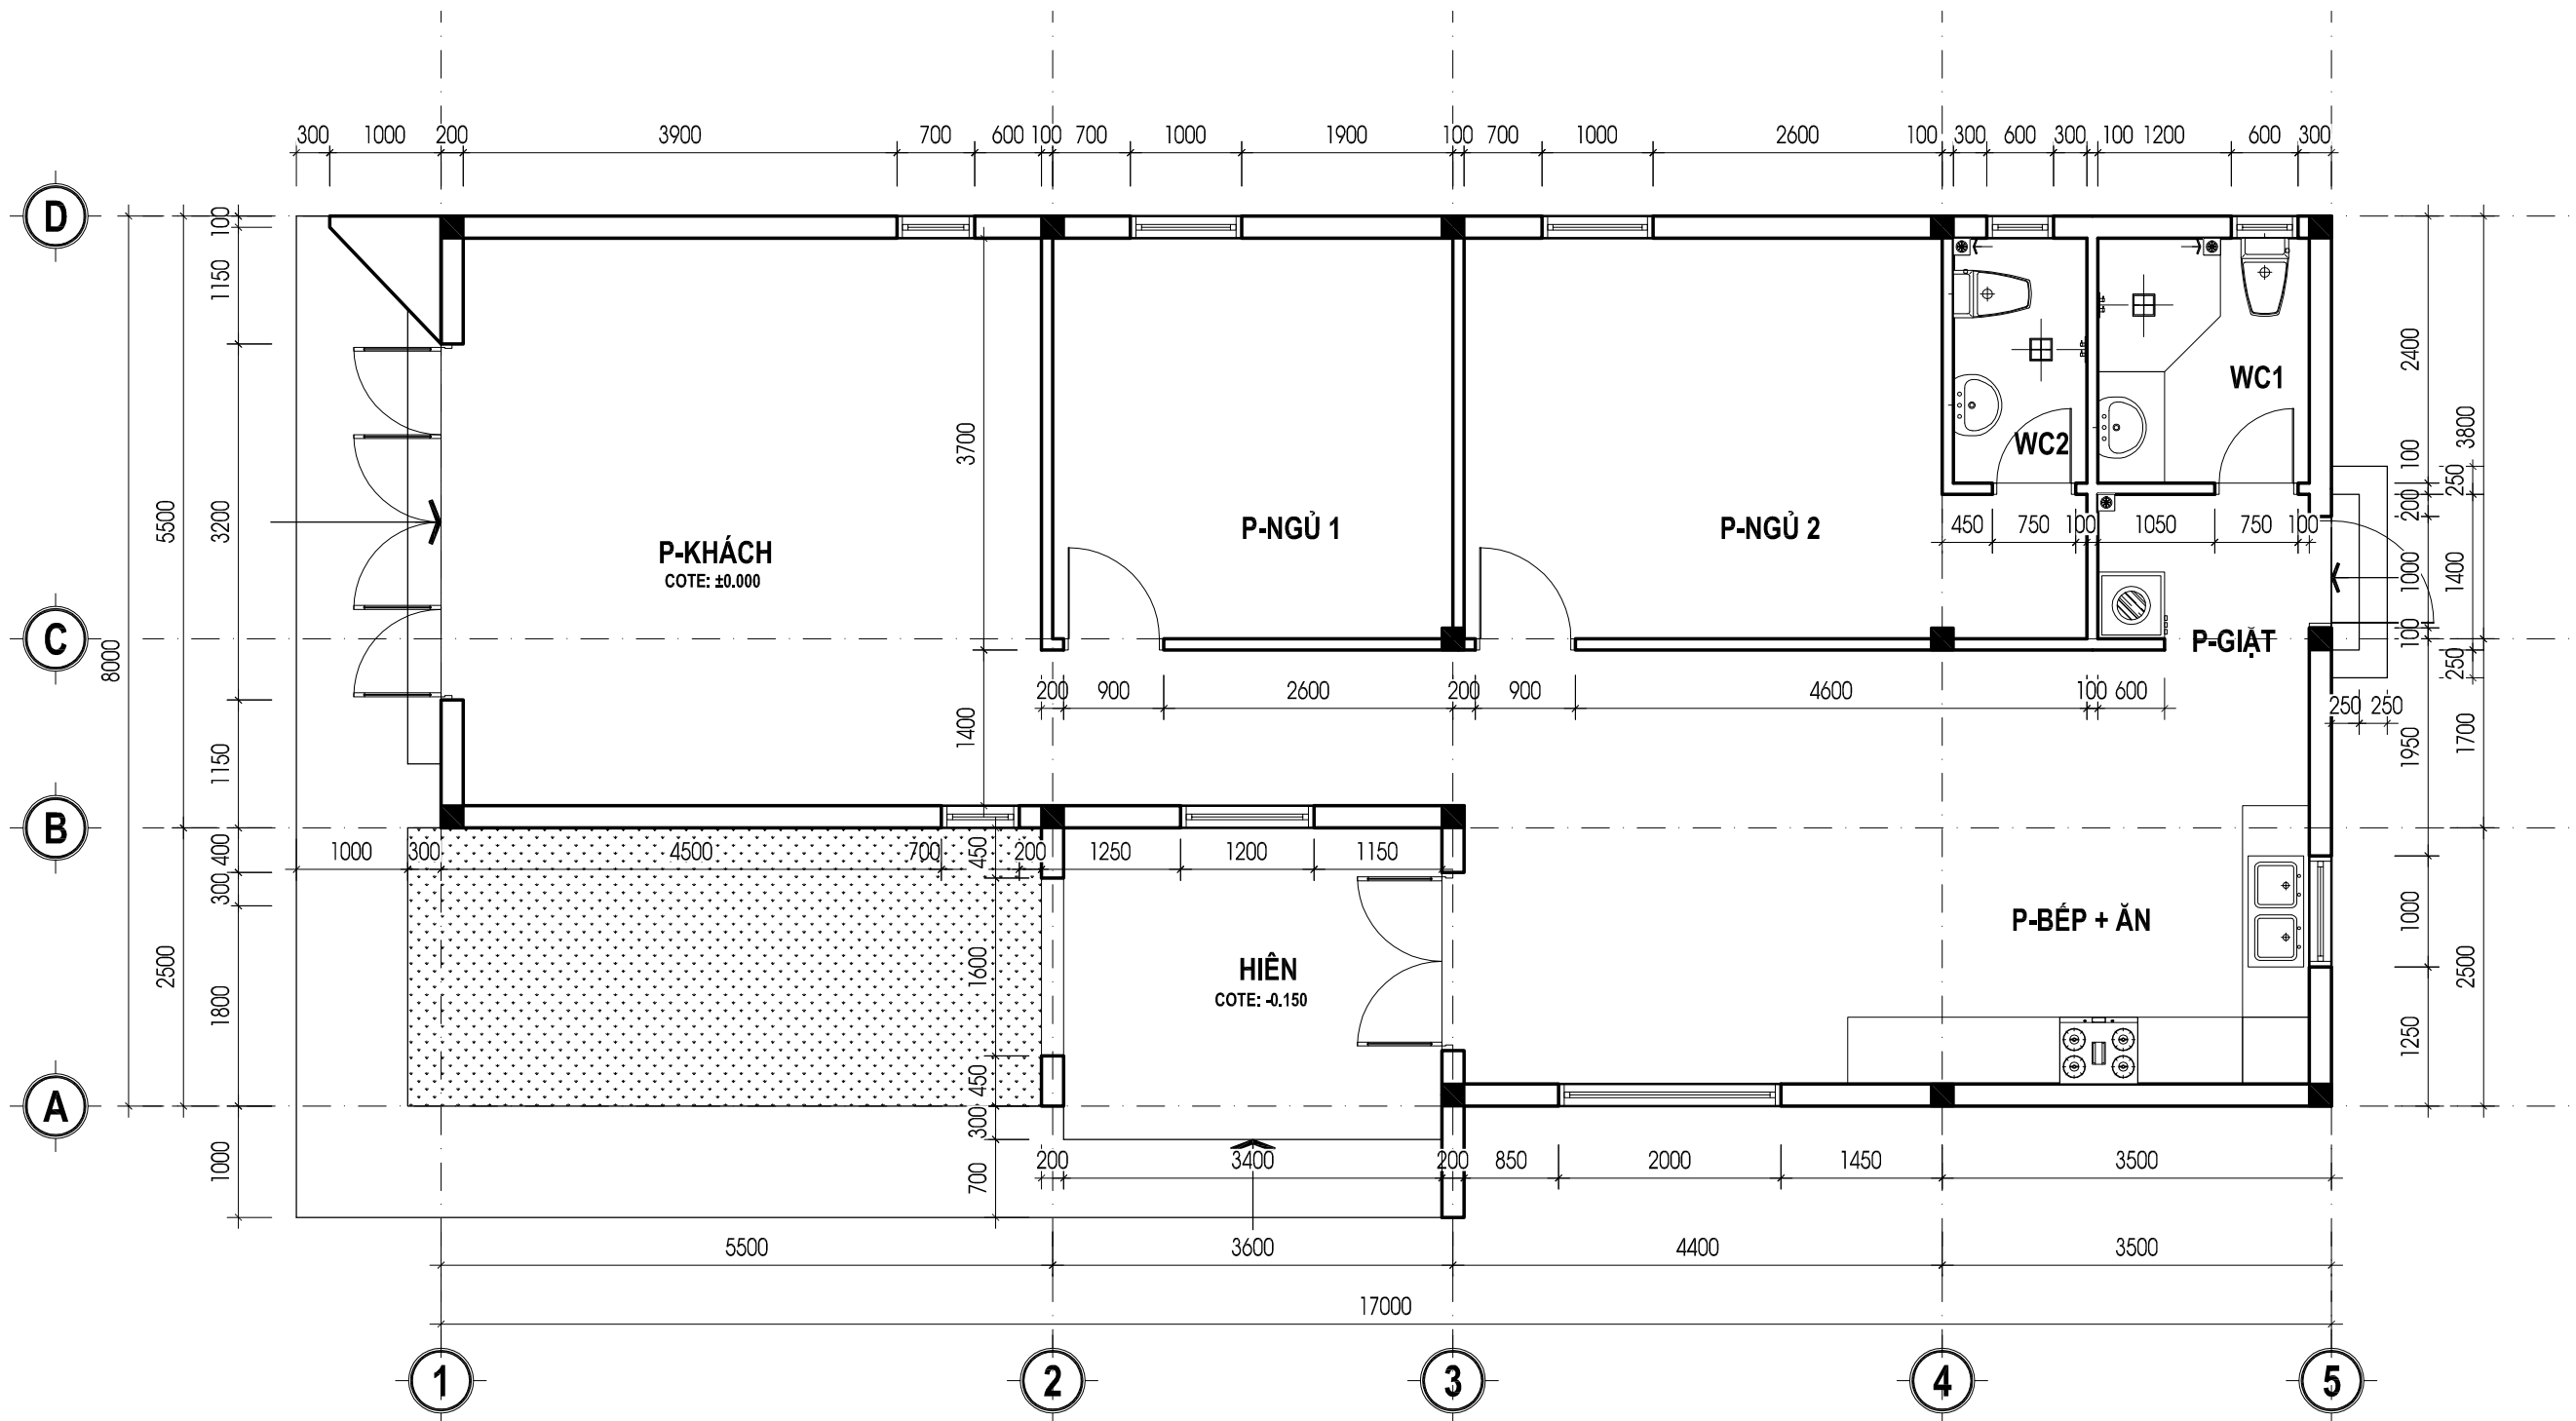 300 1000 200 3900 700 600 100 700 1000 1900 100 700 1000 2600 100 300 600 300 100 1200 600 300
D
100
1150
3200
1150
400
300
1800
1000
5500
2500
8000
C
B
A
P-KHÁCH
COTE: ±0.000
3700
1400
P-NGỦ 1
P-NGỦ 2
WC2
WC1
450 750 100 1050 750 100
P-GIẶT
200 900 2600 200 900 4600 100 600
2400
100
200
1000
100
1950
1000
1250
3800
250
1400
250
1700
2500
250 250
1000 300 4500 700 200 1250 1200 1150
450
1600
450
300
700
HIÊN
COTE: -0.150
P-BẾP + ĂN
200 3400 200 850 2000 1450 3500
5500 3600 4400 3500
17000
1 2 3 4 5